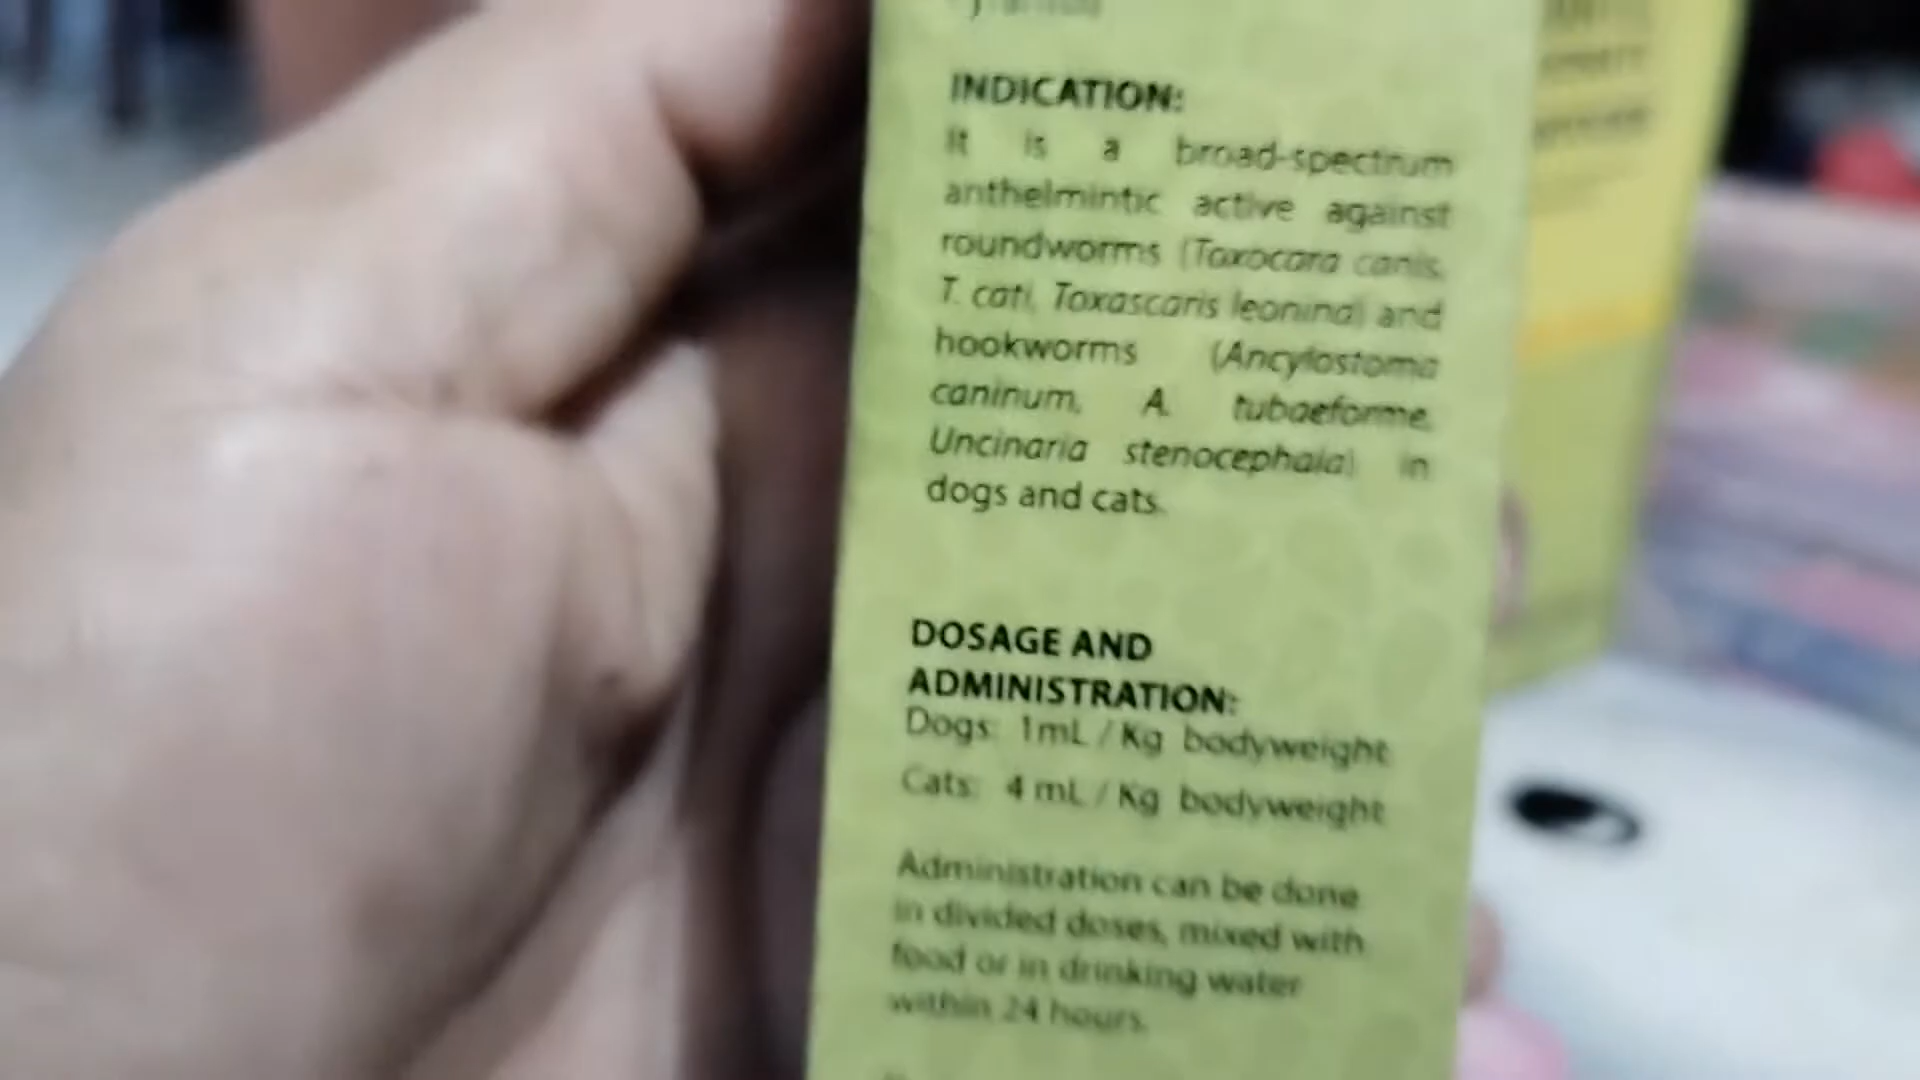 INDICATION:
It is a broad-spectrum
anthelmintic active against
roundworms (Toxocara canis,
T. cati, Toxascaris leonina) and
hookworms (Ancylostoma
caninum, A. tubaeforme,
Uncinaria stenocephala) in
dogs and cats.
DOSAGE AND
ADMINISTRATION:
Dogs: 1mL / Kg bodyweight
Cats: 4 mL / Kg bodyweight
Administration can be done
in divided doses, mixed with
food or in drinking water
within 24 hours.